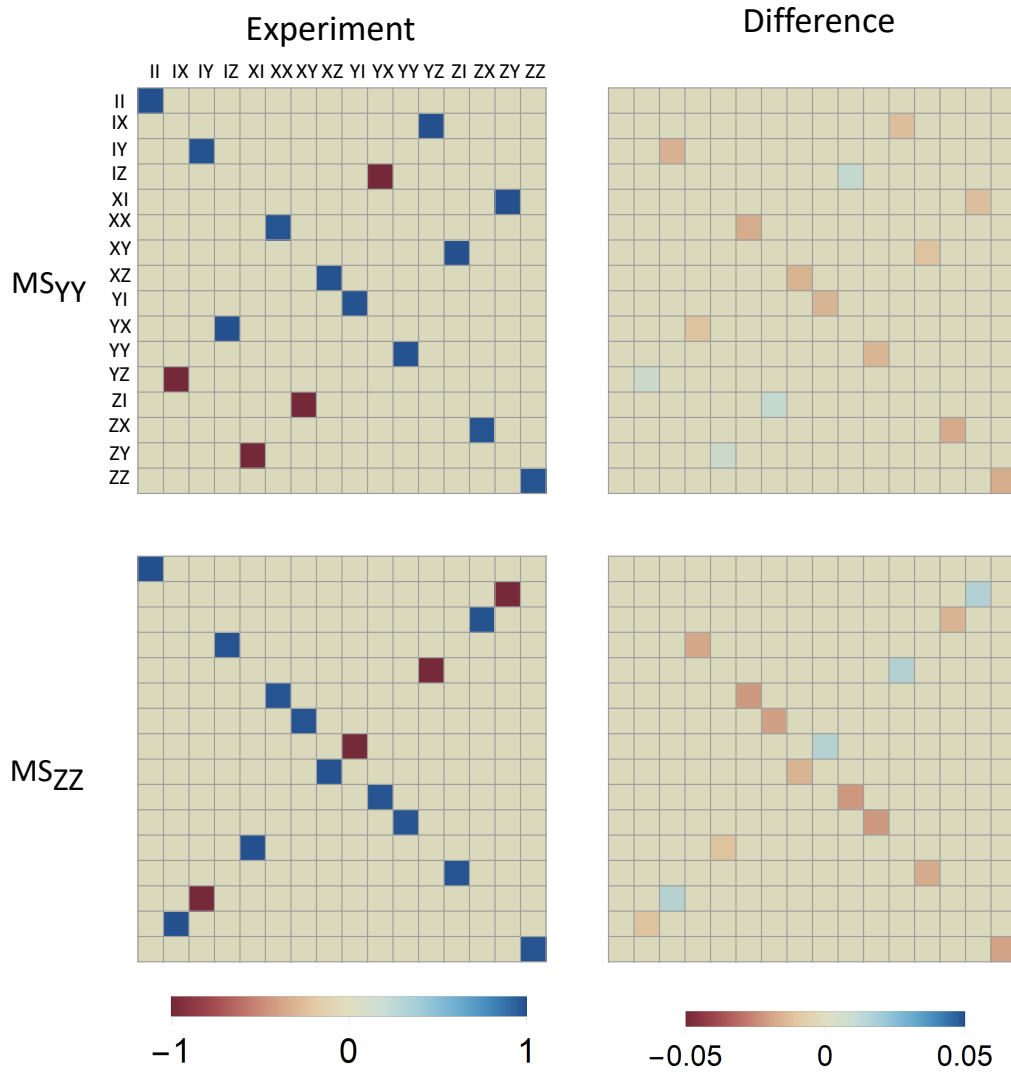 Experiment
Difference
II IX IY IZ XI XX XY XZ YI YX YY YZ ZI ZX ZY ZZ
II
IX
IY
IZ
XI
XX
XY
XZ
YI
YX
YY
YZ
ZI
ZX
ZY
ZZ
MSYY
MSZZ
−1 0 1
−0.05 0 0.05